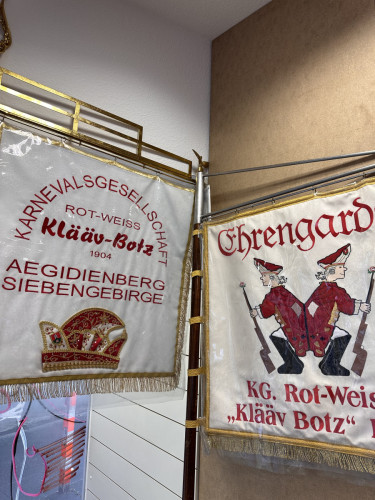 KARNEVALSGESELLSCHAFT
ROT-WEISS
Klääv-Botz
1904
AEGIDIENBERG
SIEBENGEBIRGE
Ehrengard
KG. Rot-Weis
„Klääv Botz"